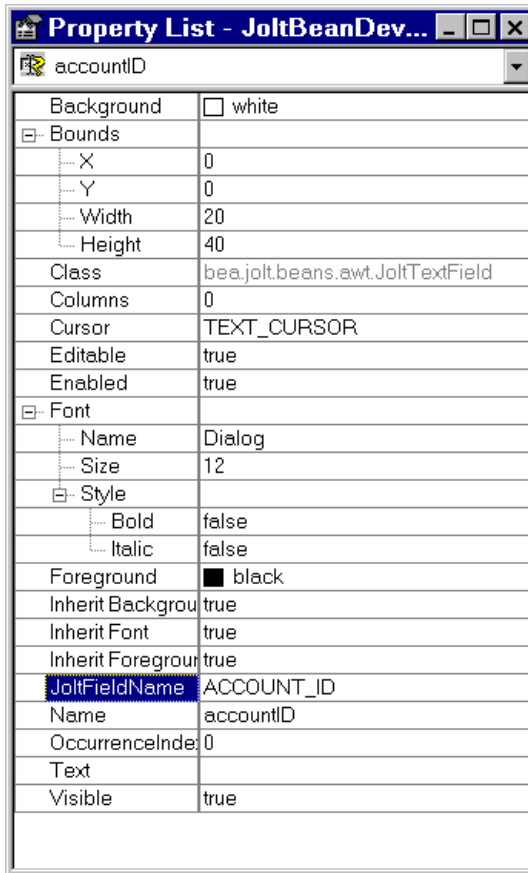 Property List - JoltBeanDev...
accountID
Background white
Bounds
X 0
Y 0
Width 20
Height 40
Class bea.jolt.beans.awt.JoltTextField
Columns 0
Cursor TEXT_CURSOR
Editable true
Enabled true
Font
Name Dialog
Size 12
Style
Bold false
Italic false
Foreground black
Inherit Backgrou true
Inherit Font true
Inherit Foregrour true
JoltFieldName ACCOUNT_ID
Name accountID
OccurrenceInde 0
Text
Visible true